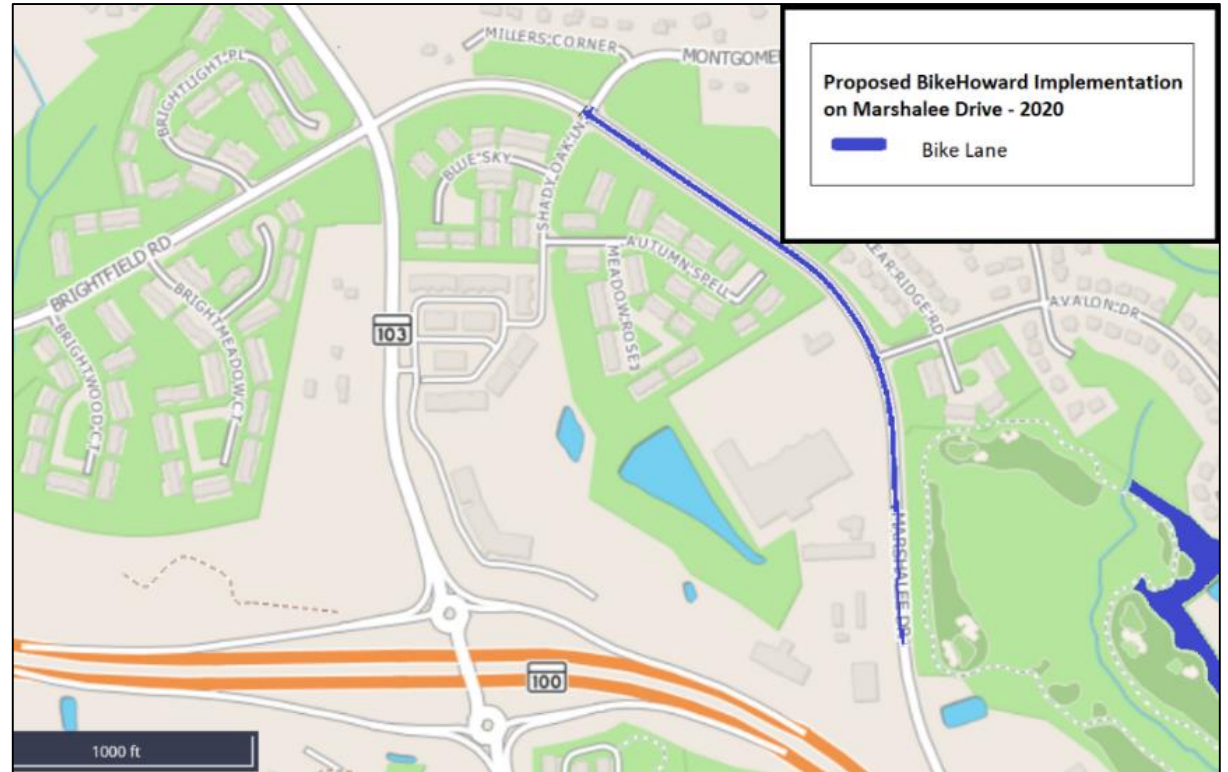 MILLERS CORNER
MONTGOME
BRIGHTLIGHT PL
Proposed BikeHoward Implementation
on Marshalee Drive - 2020
Bike Lane
BLUE SKY
SHADY OAK LN
AUTUMN SPELL
MEADOW ROSE
BRIGHTFIELD RD
BRIGHTMEADOW CT
BRIGHTWOOD CT
103
LEAR RIDGE RD
AVALON DR
MARSHALEE DR
100
1000 ft